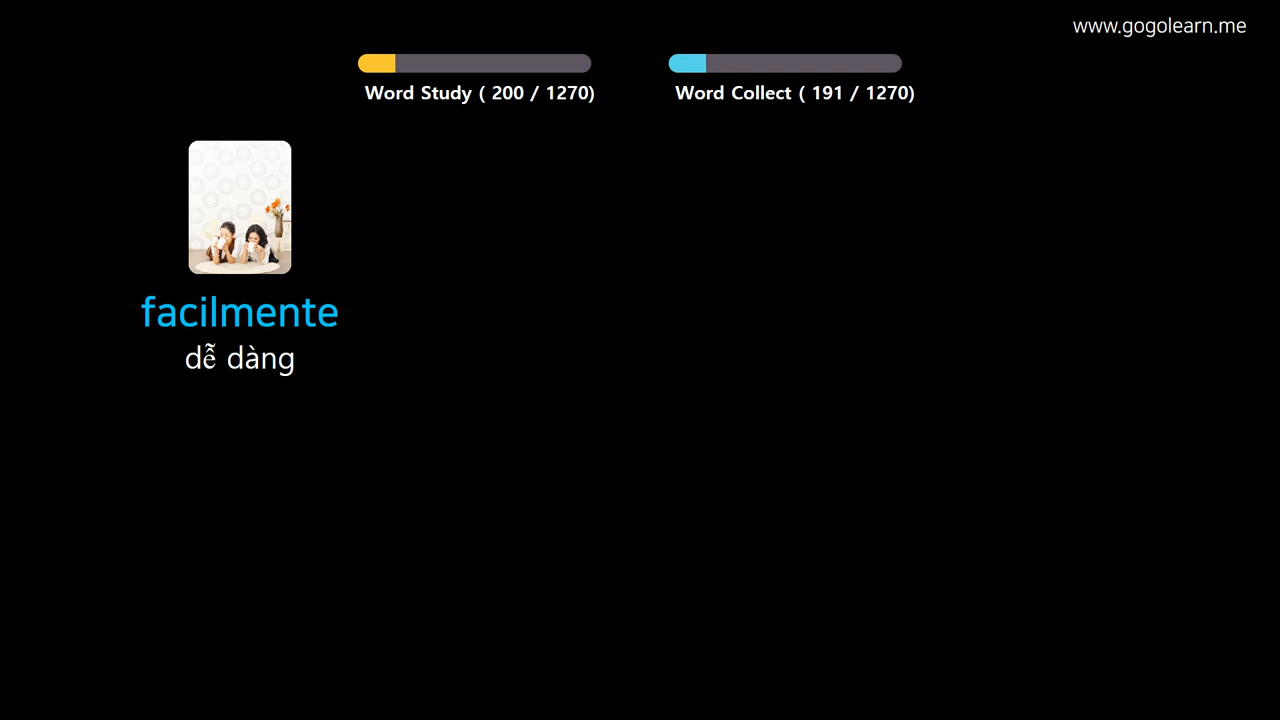 www.gogolearn.me
Word Study ( 200 / 1270)
Word Collect ( 191 / 1270)
facilmente
dễ dàng